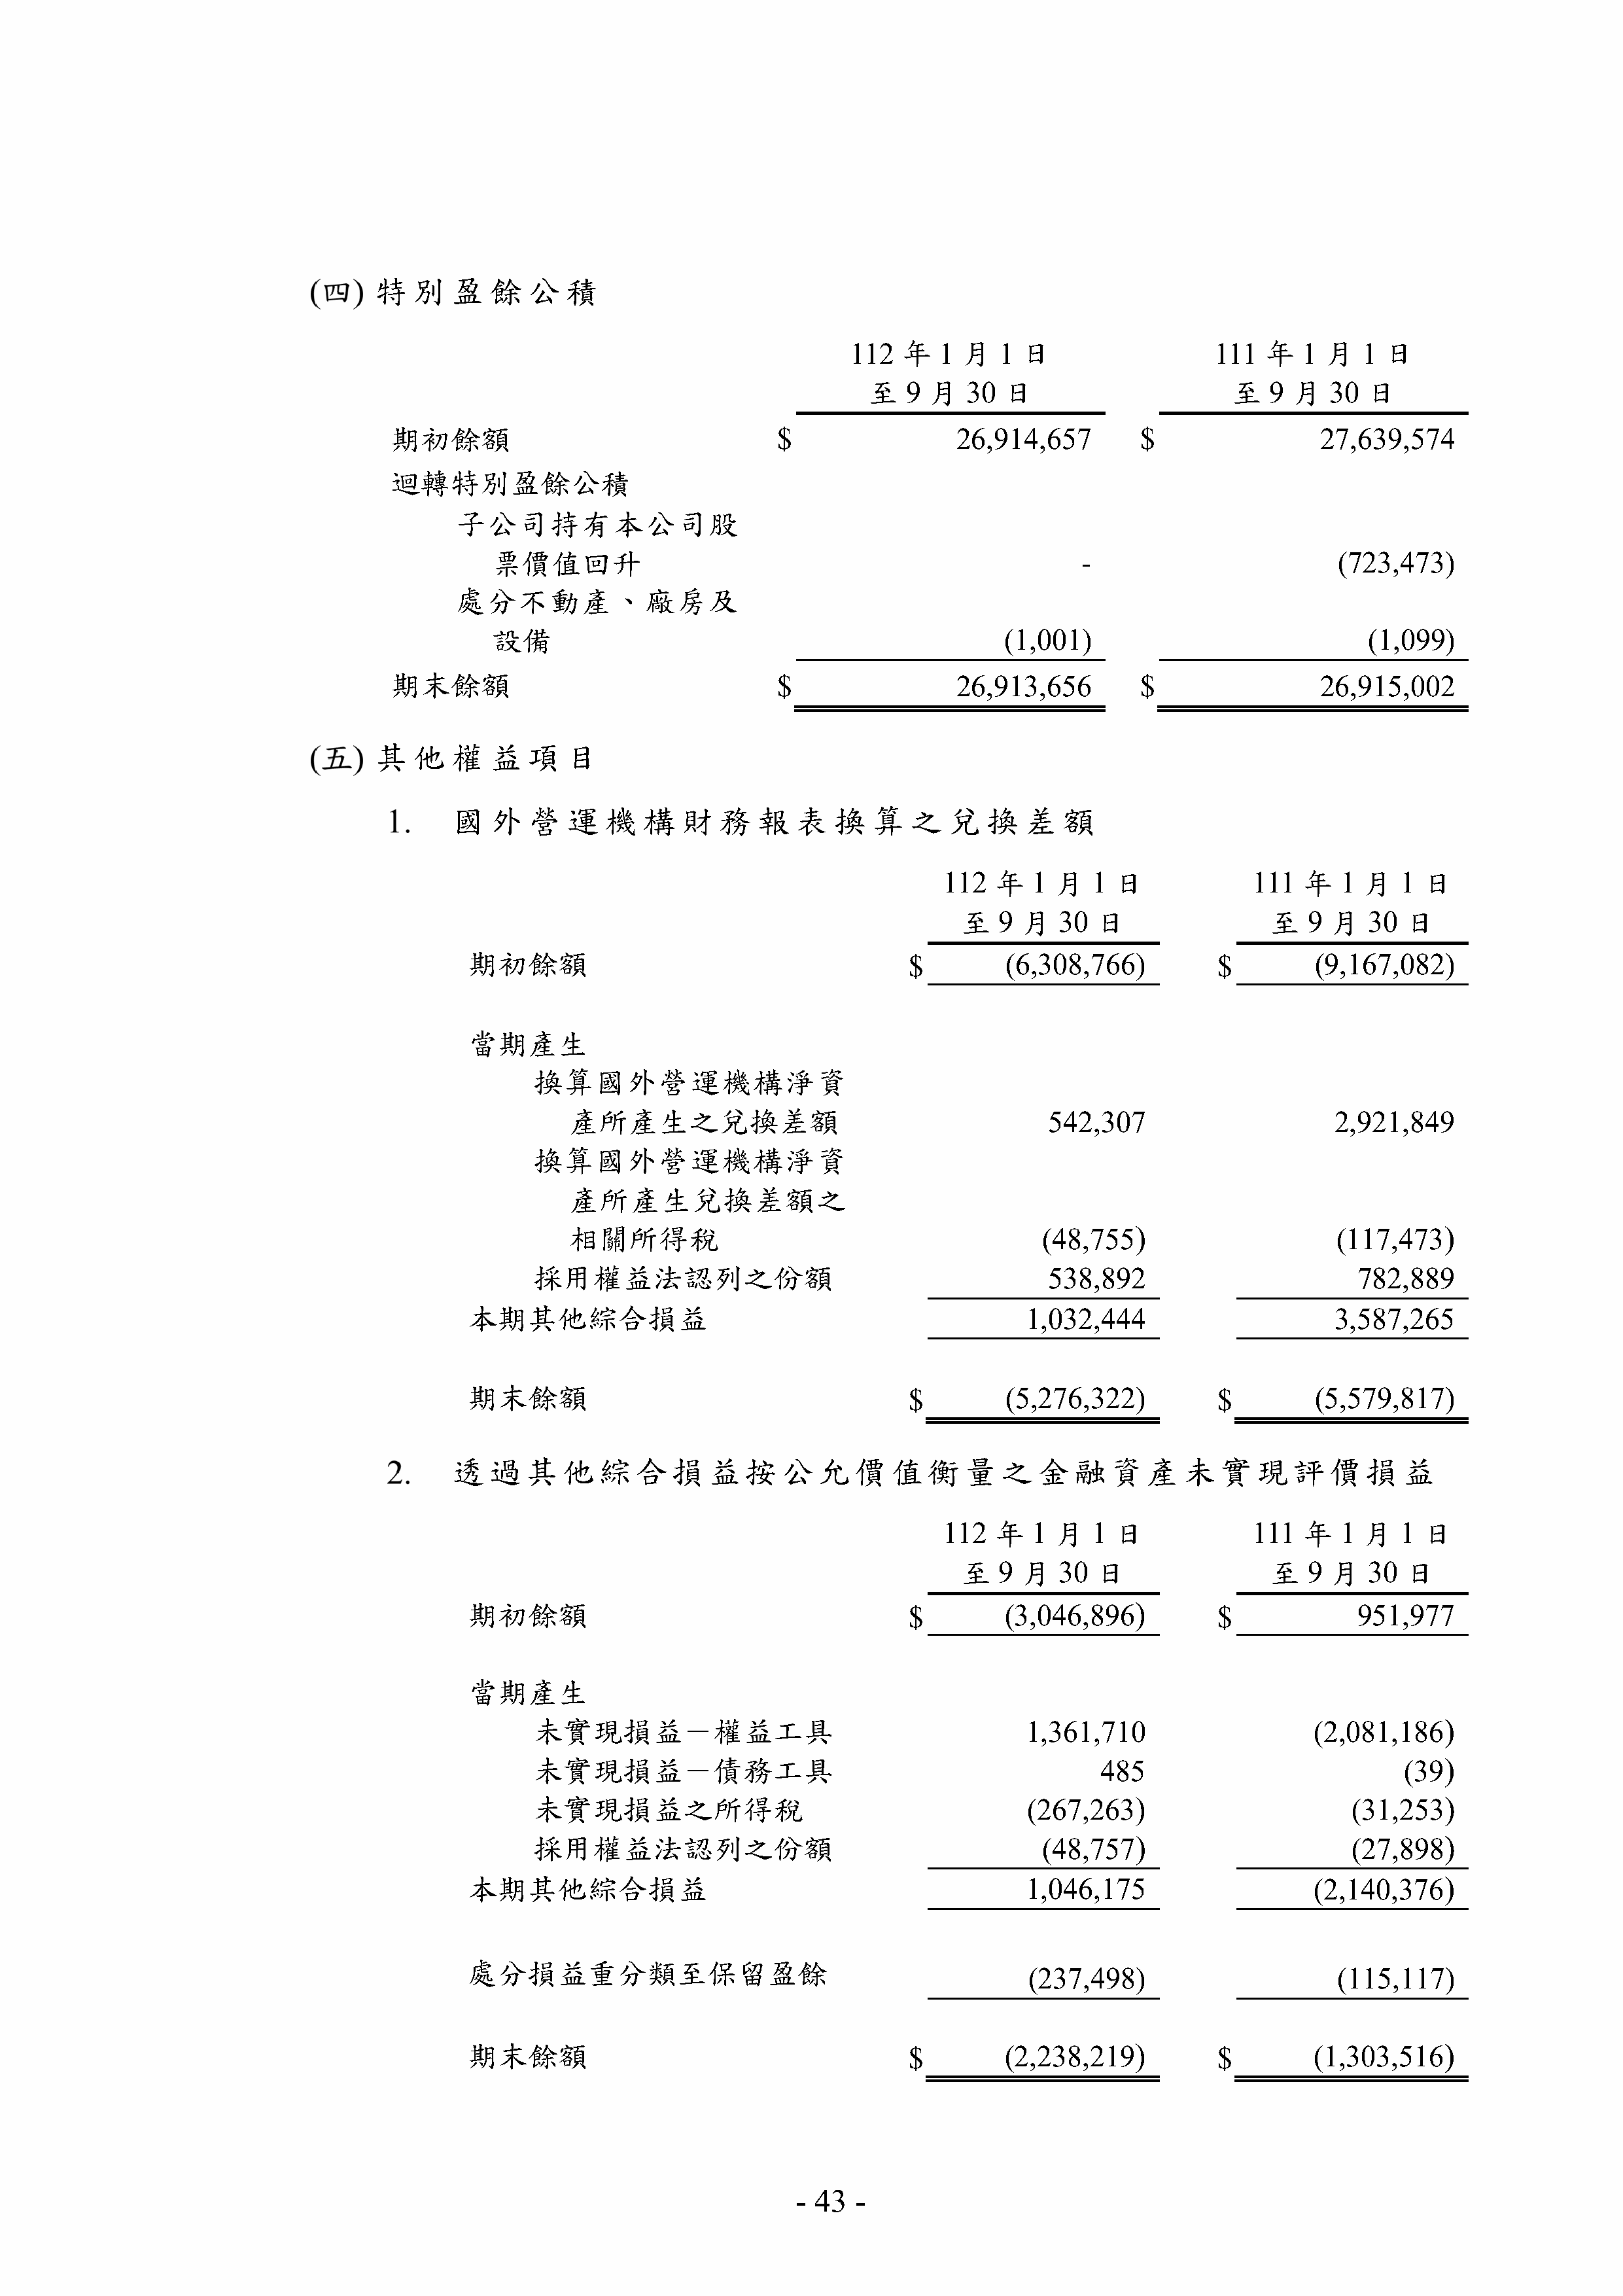 (四) 特別盈餘公積
112 年 1 月 1 日 111 年 1 月 1 日
至 9 月 30 日 至 9 月 30 日
期初餘額 $ 26,914,657 $ 27,639,574
迴轉特別盈餘公積
子公司持有本公司股
票價值回升 - (723,473)
處分不動產、廠房及
設備 (1,001) (1,099)
期末餘額 $ 26,913,656 $ 26,915,002
(五) 其他權益項目
1. 國外營運機構財務報表換算之兌換差額
112 年 1 月 1 日 111 年 1 月 1 日
至 9 月 30 日 至 9 月 30 日
期初餘額 $ (6,308,766) $ (9,167,082)
當期產生
換算國外營運機構淨資
產所產生之兌換差額 542,307 2,921,849
換算國外營運機構淨資
產所產生兌換差額之
相關所得稅 (48,755) (117,473)
採用權益法認列之份額 538,892 782,889
本期其他綜合損益 1,032,444 3,587,265
期末餘額 $ (5,276,322) $ (5,579,817)
2. 透過其他綜合損益按公允價值衡量之金融資產未實現評價損益
112 年 1 月 1 日 111 年 1 月 1 日
至 9 月 30 日 至 9 月 30 日
期初餘額 $ (3,046,896) $ 951,977
當期產生
未實現損益－權益工具 1,361,710 (2,081,186)
未實現損益－債務工具 485 (39)
未實現損益之所得稅 (267,263) (31,253)
採用權益法認列之份額 (48,757) (27,898)
本期其他綜合損益 1,046,175 (2,140,376)
處分損益重分類至保留盈餘 (237,498) (115,117)
期末餘額 $ (2,238,219) $ (1,303,516)
- 43 -